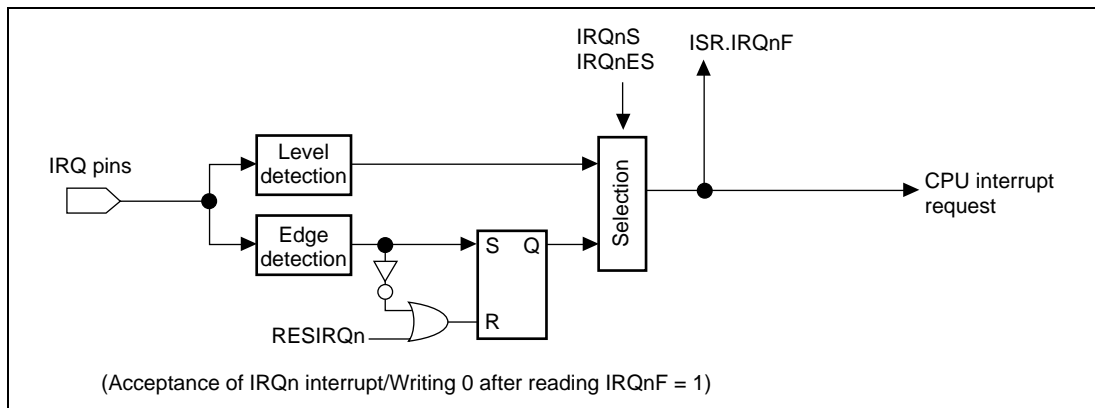 IRQnS
IRQnES
ISR.IRQnF
IRQ pins
Level
detection
Edge
detection
S Q
R
RESIRQn
Selection
CPU interrupt
request
(Acceptance of IRQn interrupt/Writing 0 after reading IRQnF = 1)